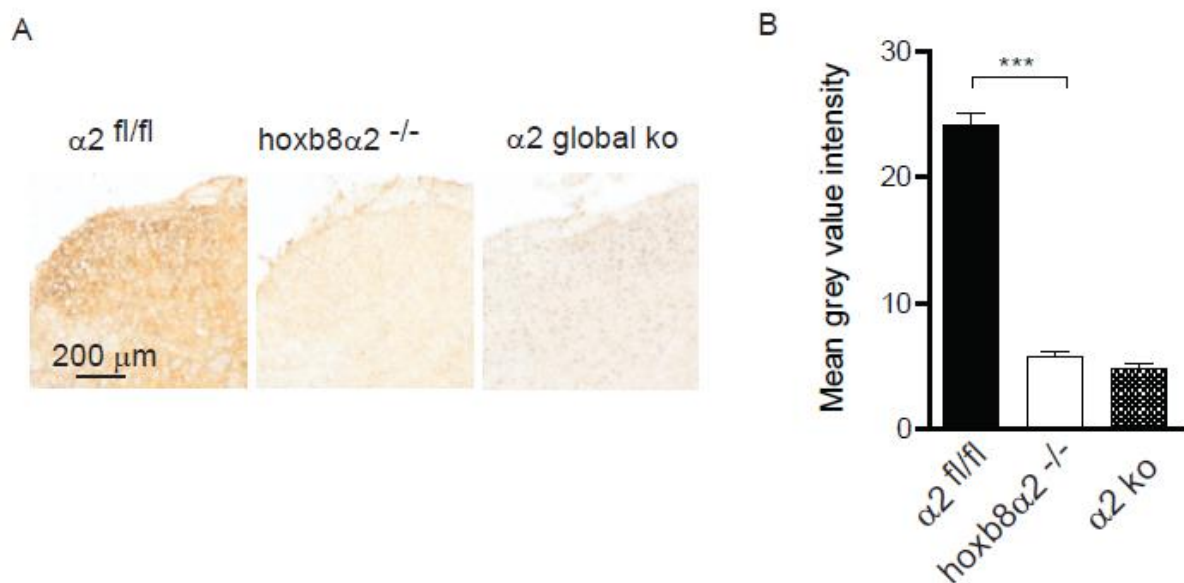 A
α2 fl/fl
hoxb8α2 -/-
α2 global ko
200 μm
B
Mean grey value intensity
30
20
10
0
***
α2 fl/fl
hoxb8α2 -/-
α2 ko